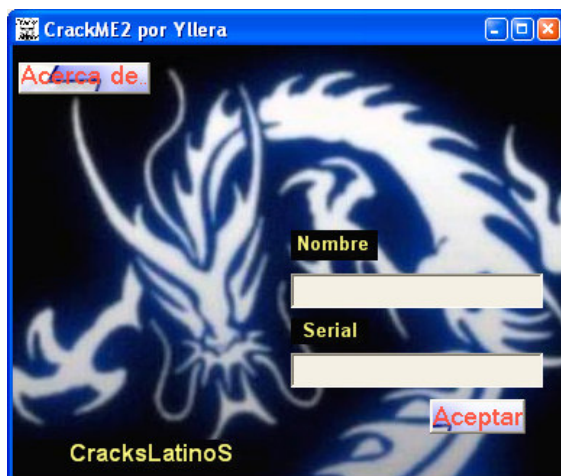 CrackME2 por Yllera
Acerca de..
Nombre
Serial
Aceptar
CracksLatinoS